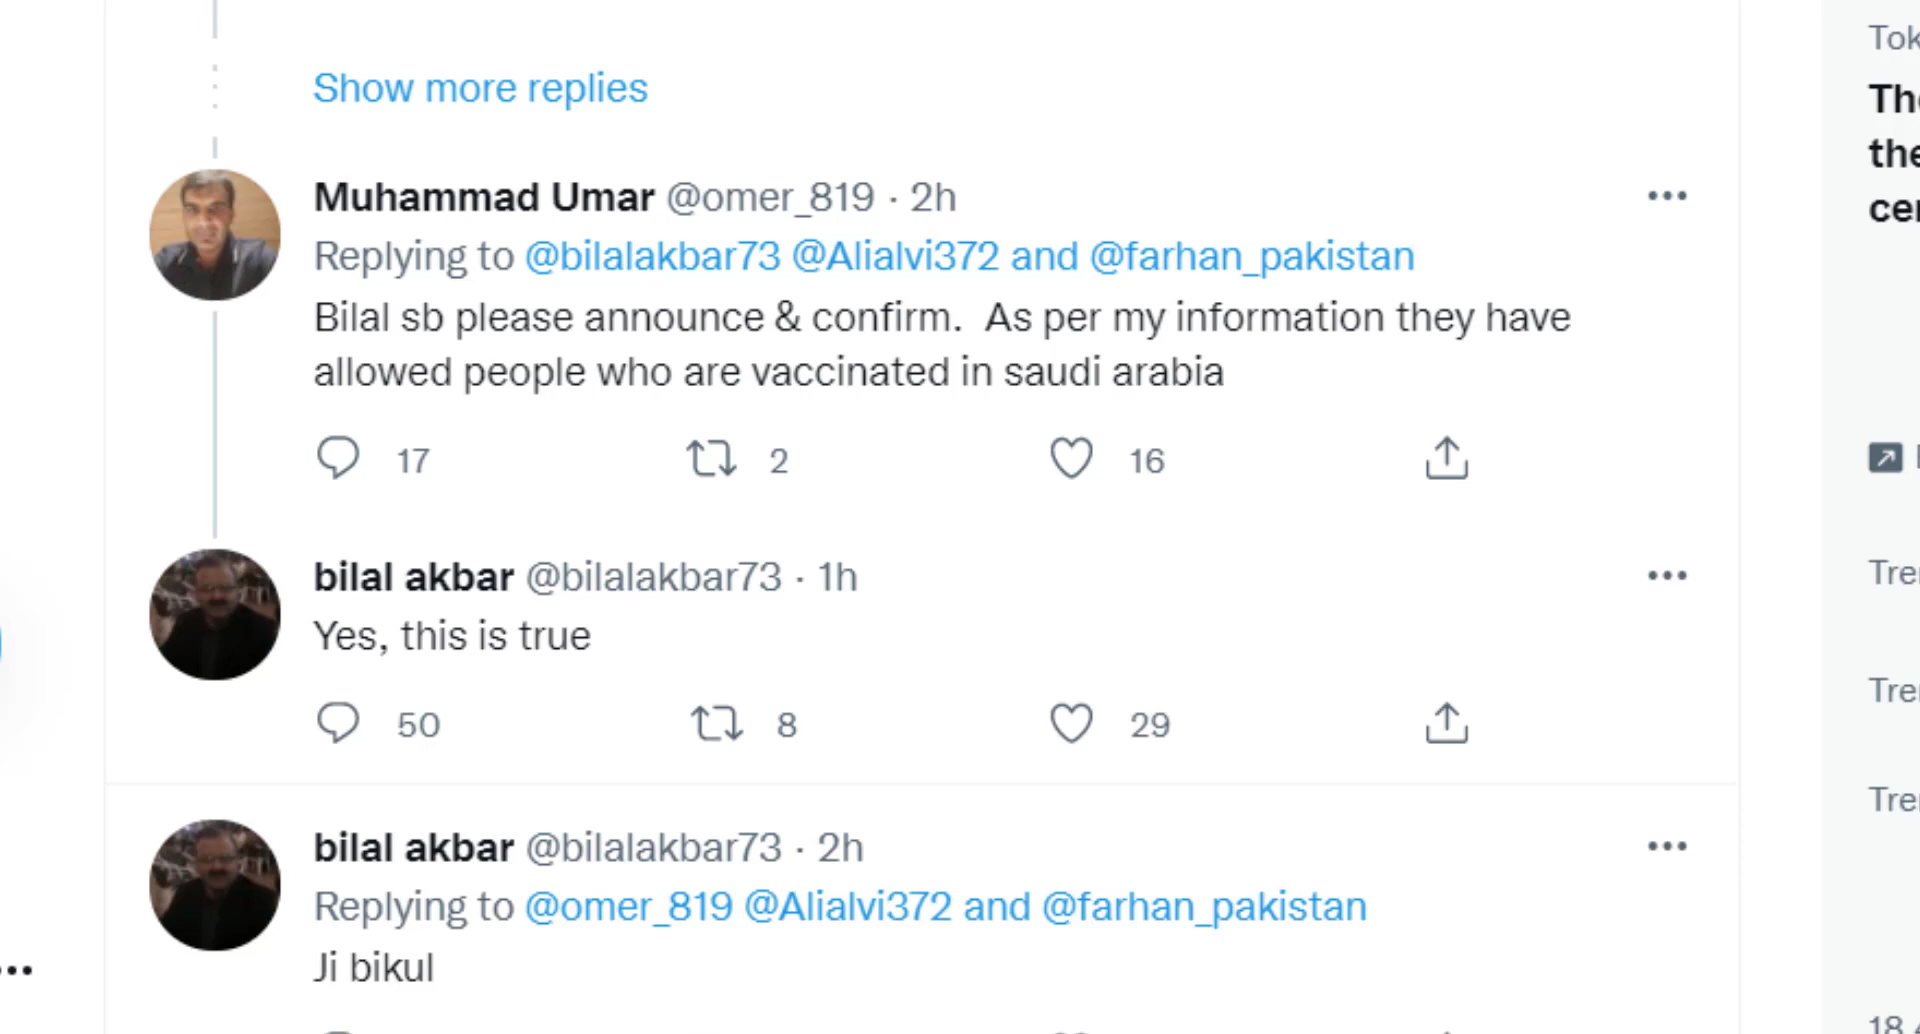 Show more replies
Muhammad Umar @omer_819 · 2h
Replying to @bilalakbar73 @Alialvi372 and @farhan_pakistan
Bilal sb please announce & confirm.  As per my information they have
allowed people who are vaccinated in saudi arabia
17 2 16
bilal akbar @bilalakbar73 · 1h
Yes, this is true
50 8 29
bilal akbar @bilalakbar73 · 2h
Replying to @omer_819 @Alialvi372 and @farhan_pakistan
Ji bikul